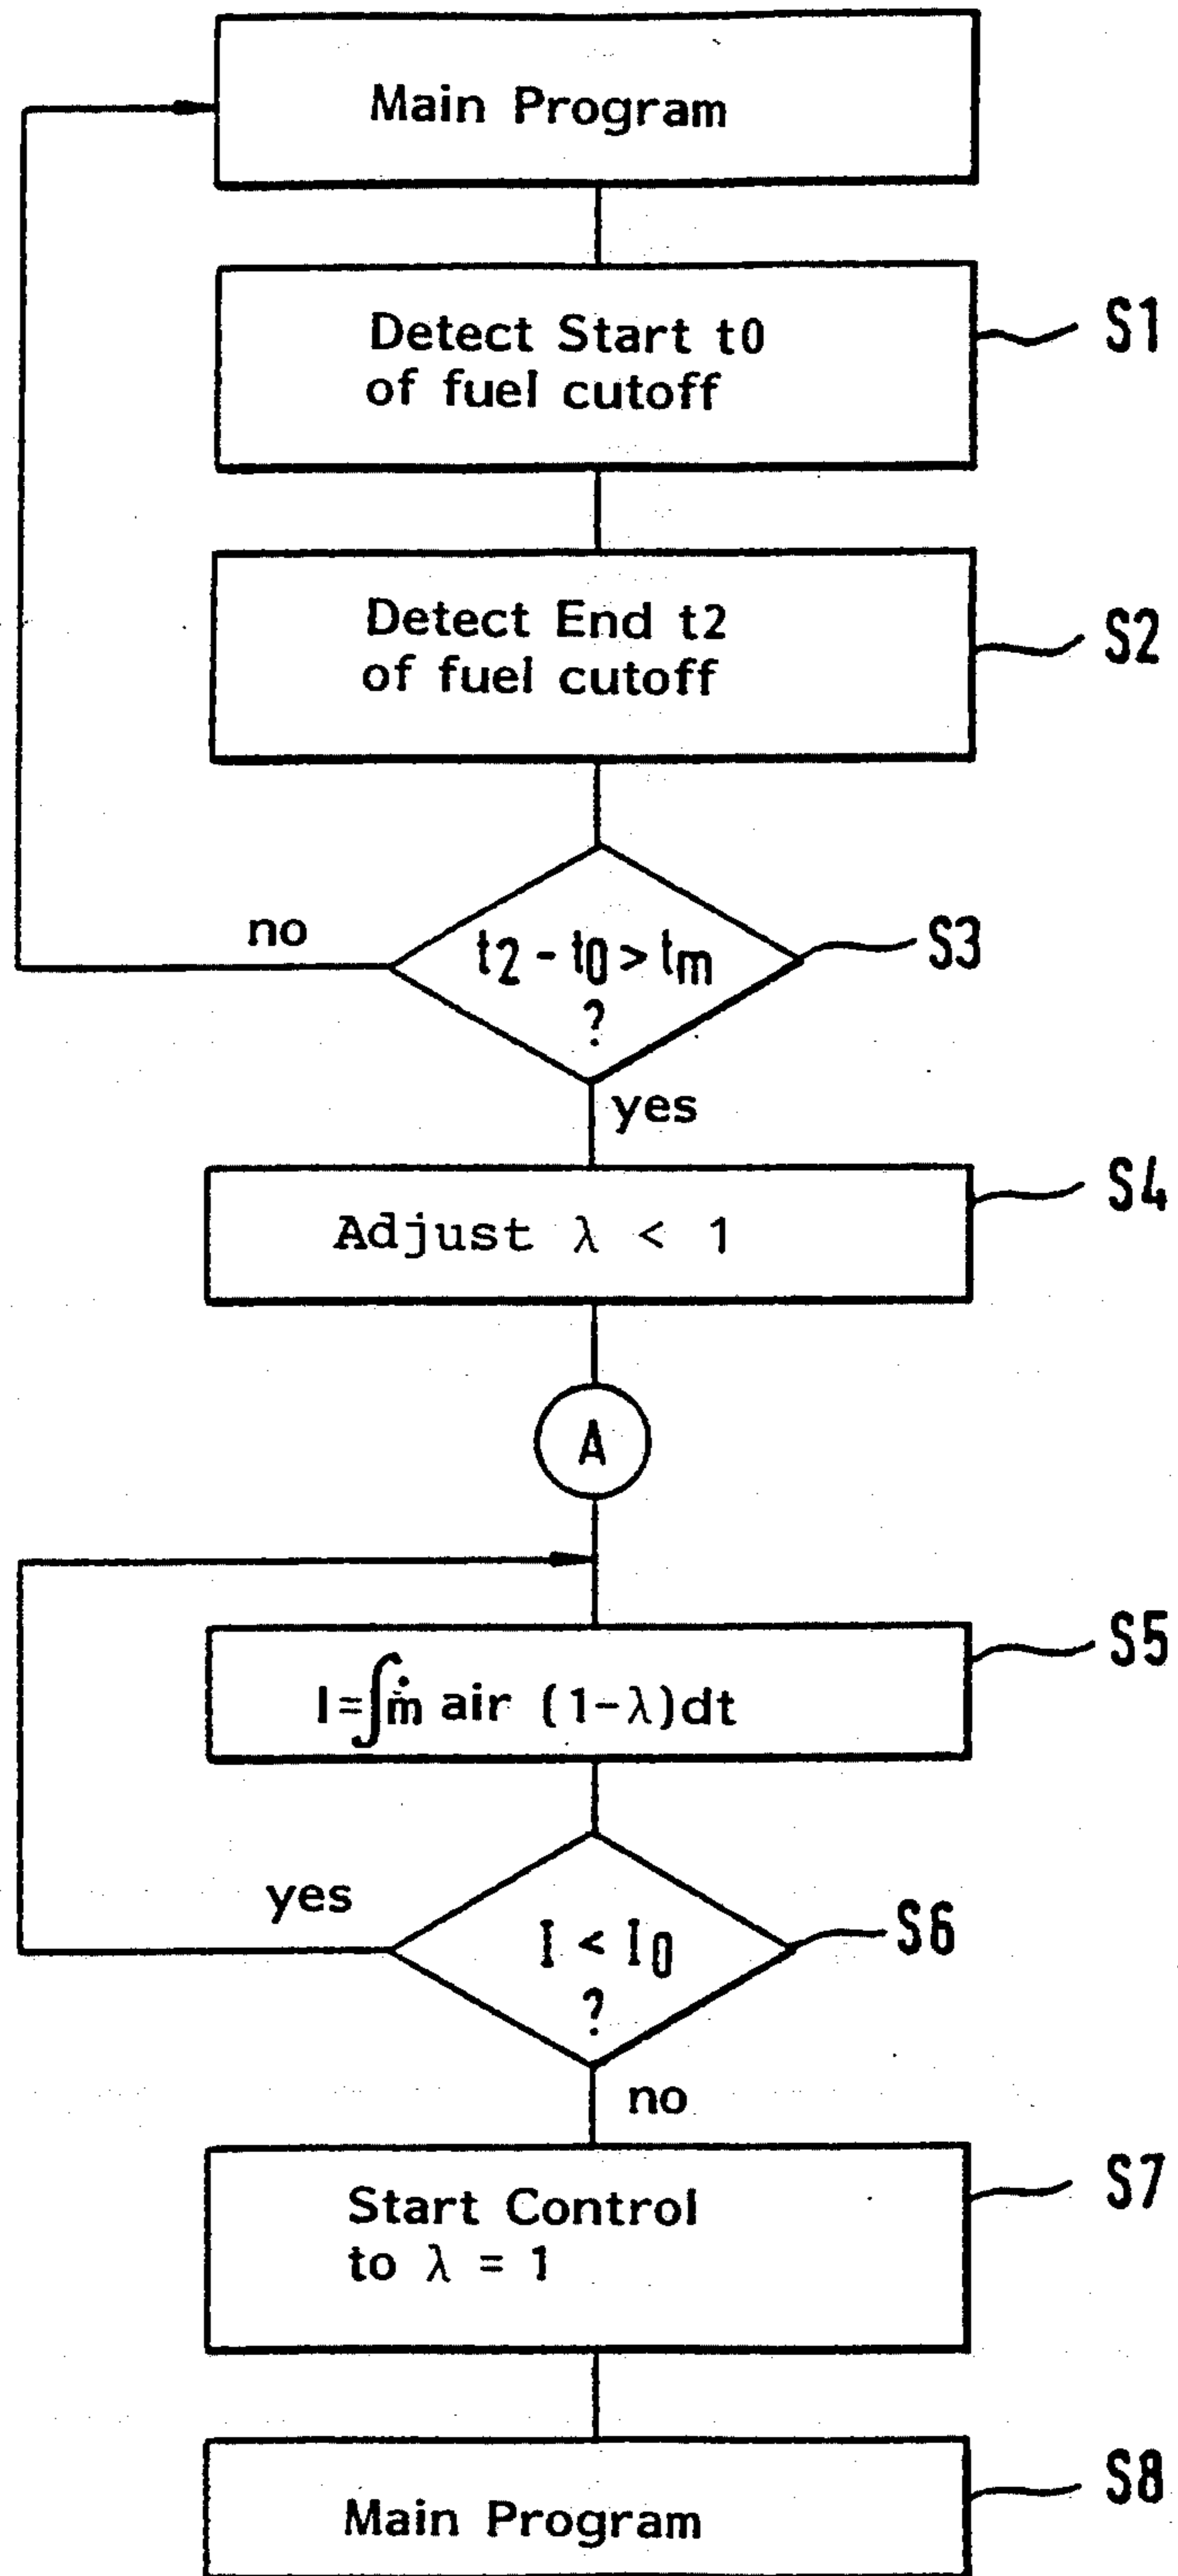 Main Program
Detect Start t0
of fuel cutoff
S1
Detect End t2
of fuel cutoff
S2
no
t2 - t0 > tm
?
S3
yes
Adjust λ < 1
S4
A
I=∫ṁ air (1-λ)dt
S5
yes
I < I0
?
S6
no
Start Control
to λ = 1
S7
Main Program
S8